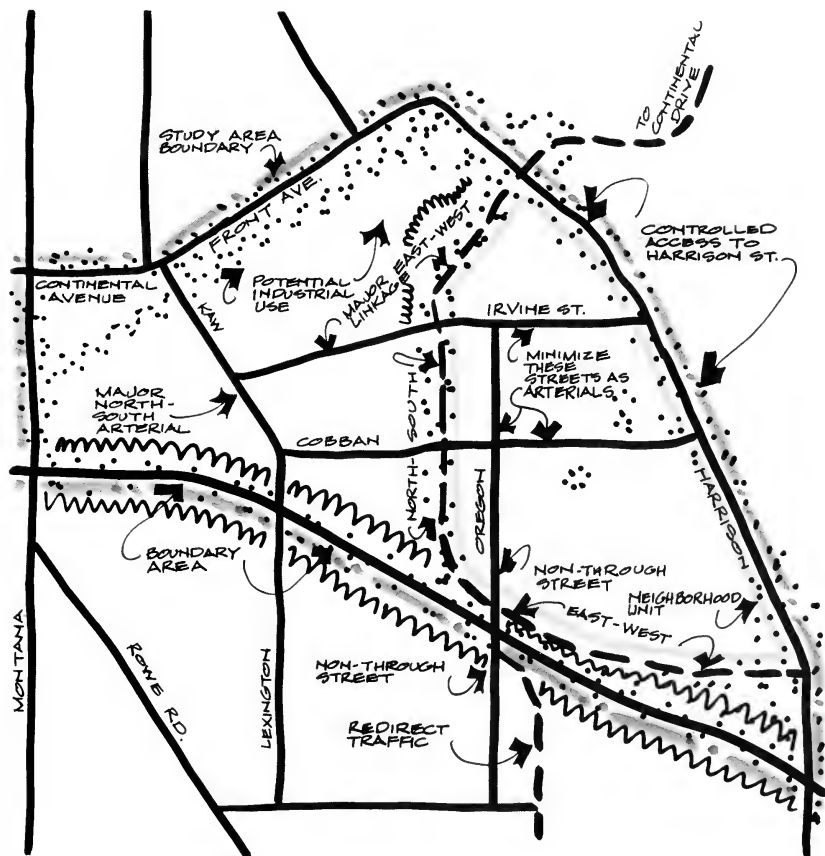 TO
CONTINENTAL
DRIVE
STUDY AREA
BOUNDARY
FRONT AVE.
CONTROLLED
ACCESS TO
HARRISON ST.
CONTINENTAL
AVENUE
KAW
POTENTIAL
INDUSTRIAL
USE
MAJOR
LINKAGE
EAST-WEST
IRVINE ST.
MINIMIZE
THESE
STREETS AS
ARTERIALS
MAJOR
NORTH-
SOUTH
ARTERIAL
COBBAN
NORTH-SOUTH
OREGON
HARRISON
BOUNDARY
AREA
NON-THROUGH
STREET
NEIGHBORHOOD
UNIT
EAST-WEST
MONTANA
ROWE RD.
LEXINGTON
NON-THROUGH
STREET
REDIRECT
TRAFFIC